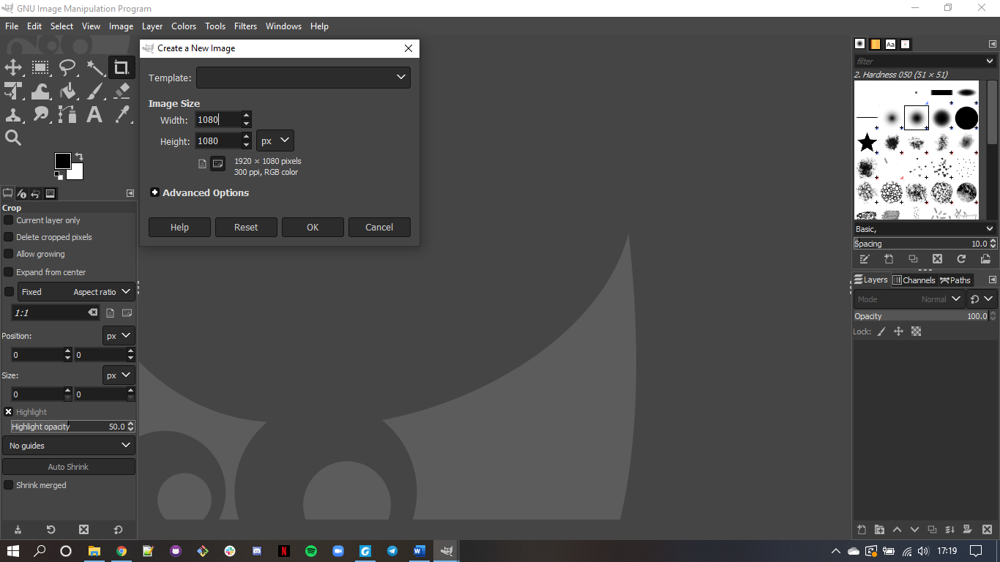 GNU Image Manipulation Program
File Edit Select View Image Layer Colors Tools Filters Windows Help
Create a New Image
Template:
Image Size
Width: 1080
Height: 1080 px
1920 × 1080 pixels
300 ppi, RGB color
Advanced Options
Help Reset OK Cancel
Crop
Current layer only
Delete cropped pixels
Allow growing
Expand from center
Fixed Aspect ratio
1:1
Position: px
0 0
Size: px
0 0
Highlight
Highlight opacity 50.0
No guides
Auto Shrink
Shrink merged
Aa
filter
2. Hardness 050 (51 × 51)
Basic,
Spacing 10.0
Layers Channels Paths
Mode Normal
Opacity 100.0
Lock:
N W 17:19